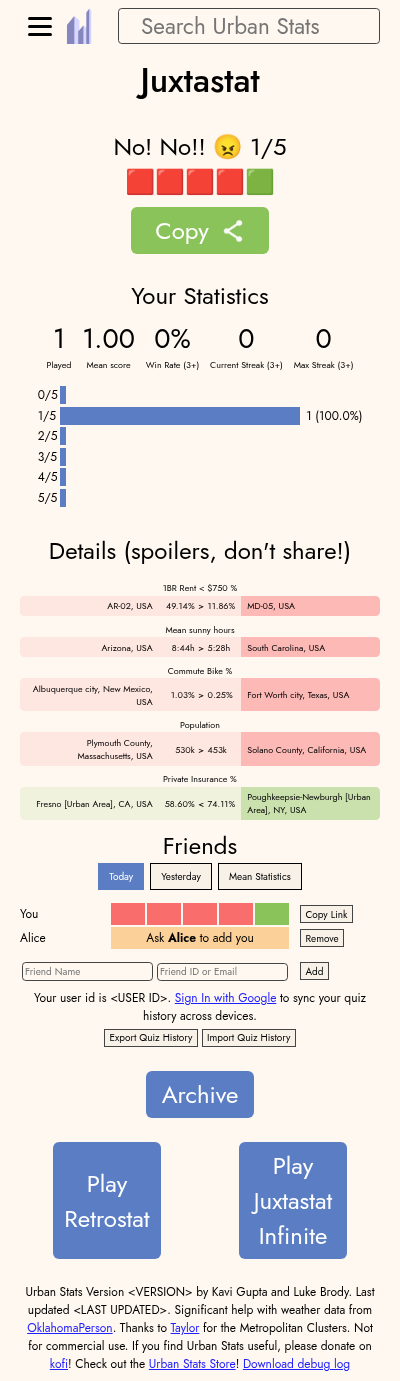 Search Urban Stats
Juxtastat
No! No!! 😠 1/5
🟥🟥🟥🟥🟩
Copy
Your Statistics
1 1.00 0% 0 0
Played Mean score Win Rate (3+) Current Streak (3+) Max Streak (3+)
0/5
1/5 1 (100.0%)
2/5
3/5
4/5
5/5
Details (spoilers, don't share!)
1BR Rent < $750 %
AR-02, USA 49.14% > 11.86% MD-05, USA
Mean sunny hours
Arizona, USA 8:44h > 5:28h South Carolina, USA
Commute Bike %
Albuquerque city, New Mexico,
USA
1.03% > 0.25% Fort Worth city, Texas, USA
Population
Plymouth County,
Massachusetts, USA
530k > 453k Solano County, California, USA
Private Insurance %
Fresno [Urban Area], CA, USA 58.60% < 74.11%
Poughkeepsie-Newburgh [Urban
Area], NY, USA
Friends
Today Yesterday Mean Statistics
You Copy Link
Alice Ask Alice to add you Remove
Friend Name Friend ID or Email Add
Your user id is <USER ID>. Sign In with Google to sync your quiz
history across devices.
Export Quiz History Import Quiz History
Archive
Play
Retrostat
Play
Juxtastat
Infinite
Urban Stats Version <VERSION> by Kavi Gupta and Luke Brody. Last
updated <LAST UPDATED>. Significant help with weather data from
OklahomaPerson. Thanks to Taylor for the Metropolitan Clusters. Not
for commercial use. If you find Urban Stats useful, please donate on
kofi! Check out the Urban Stats Store! Download debug log